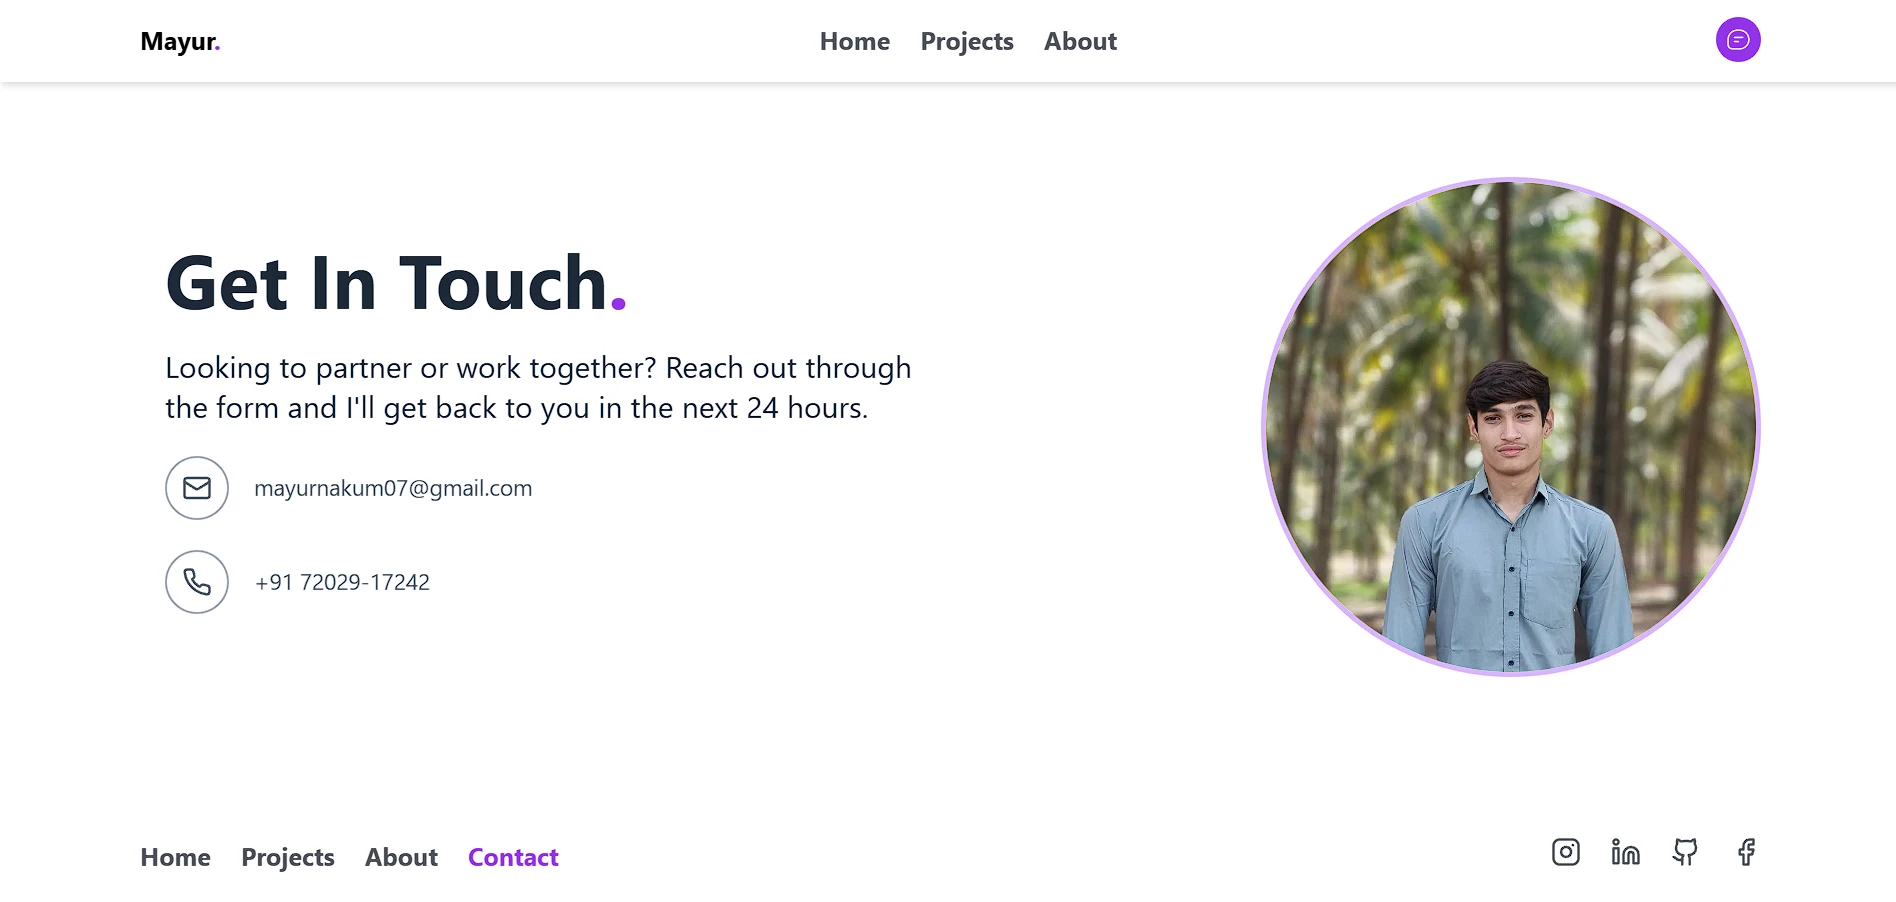 Mayur.
Home Projects About
Get In Touch.
Looking to partner or work together? Reach out through
the form and I'll get back to you in the next 24 hours.
mayurnakum07@gmail.com
+91 72029-17242
Home Projects About Contact